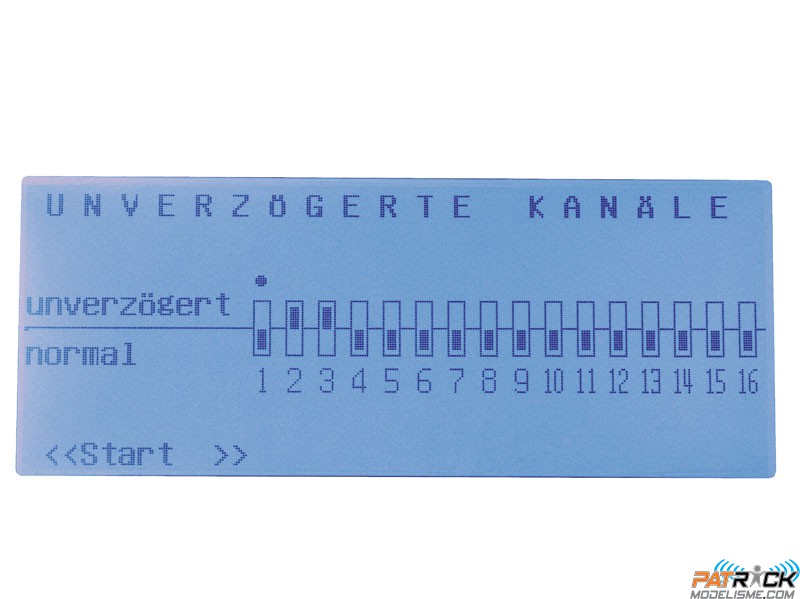 UNVERZÖGERTE KANÄLE
unverzögert
normal
1 2 3 4 5 6 7 8 9 10 11 12 13 14 15 16
<<Start >>
PATRICK
MODELISME.COM